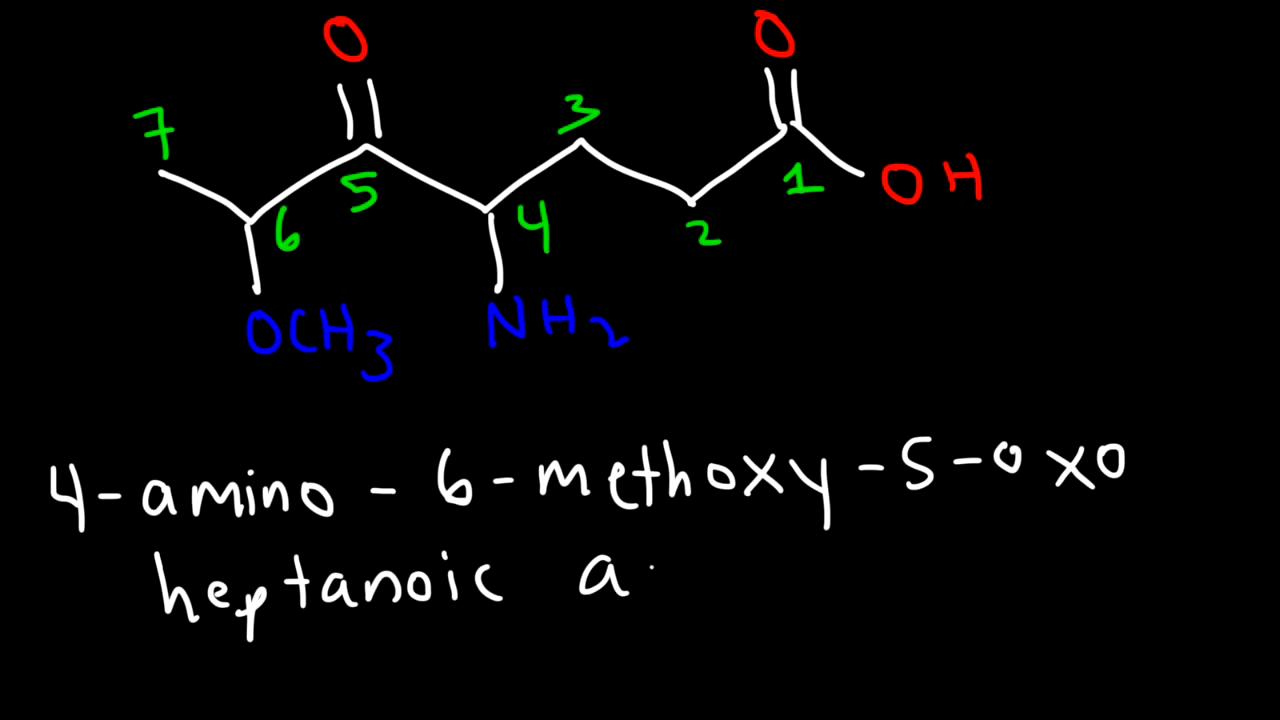 O O
7 3
5 1 OH
6 4 2
OCH3 NH2
4-amino-6-methoxy-5-oxo
heptanoic a